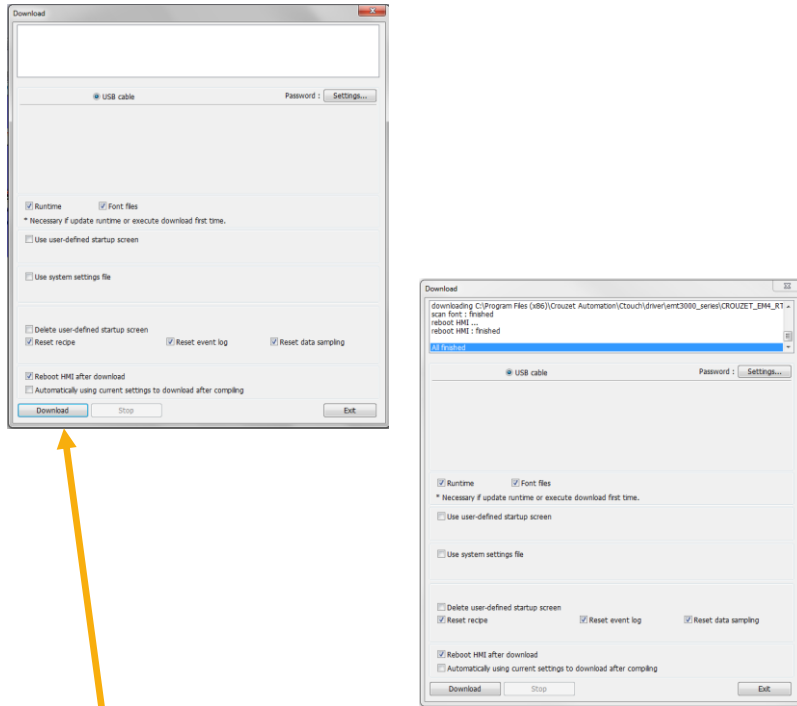 Download
USB cable
Password : Settings...
Runtime Font files
* Necessary if update runtime or execute download first time.
Use user-defined startup screen
Use system settings file
Delete user-defined startup screen
Reset recipe Reset event log Reset data sampling
Reboot HMI after download
Automatically using current settings to download after compiling
Download Stop Exit
Download
downloading C:\Program Files (x86)\Crouzet Automation\Ctouch\driver\emt3000_series\CROUZET_EM4_RT
scan font : finished
reboot HMI ...
reboot HMI : finished
All finished
USB cable
Password : Settings...
Runtime Font files
* Necessary if update runtime or execute download first time.
Use user-defined startup screen
Use system settings file
Delete user-defined startup screen
Reset recipe Reset event log Reset data sampling
Reboot HMI after download
Automatically using current settings to download after compiling
Download Stop Exit